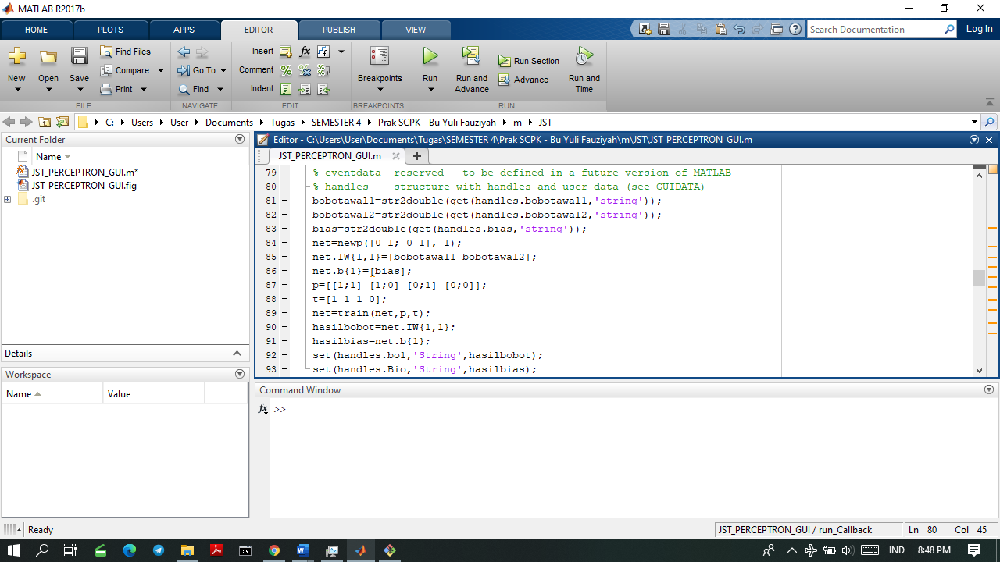 MATLAB R2017b
HOME PLOTS APPS EDITOR PUBLISH VIEW Search Documentation Log In
New Open Save Find Files Compare Print
Go To Find
Insert fx
Comment % % %
Indent
Breakpoints
Run Run and Advance Run Section Advance Run and Time
FILE NAVIGATE EDIT BREAKPOINTS RUN
C: Users User Documents Tugas SEMESTER 4 Prak SCPK - Bu Yuli Fauziyah m JST
Current Folder
Name
JST_PERCEPTRON_GUI.m*
JST_PERCEPTRON_GUI.fig
.git
Details
Workspace
Name Value
Editor - C:\Users\User\Documents\Tugas\SEMESTER 4\Prak SCPK - Bu Yuli Fauziyah\m\JST\JST_PERCEPTRON_GUI.m
JST_PERCEPTRON_GUI.m
79 % eventdata  reserved - to be defined in a future version of MATLAB
80 % handles    structure with handles and user data (see GUIDATA)
81 - bobotawal1=str2double(get(handles.bobotawal1,'string'));
82 - bobotawal2=str2double(get(handles.bobotawal2,'string'));
83 - bias=str2double(get(handles.bias,'string'));
84 - net=newp([0 1; 0 1], 1);
85 - net.IW{1,1}=[bobotawal1 bobotawal2];
86 - net.b{1}=[bias];
87 - p=[[1;1] [1;0] [0;1] [0;0]];
88 - t=[1 1 1 0];
89 - net=train(net,p,t);
90 - hasilbobot=net.IW{1,1};
91 - hasilbias=net.b{1};
92 - set(handles.bo1,'String',hasilbobot);
93 - set(handles.Bio,'String',hasilbias);
Command Window
fx >>
Ready
JST_PERCEPTRON_GUI / run_Callback Ln 80 Col 45
IND 8:48 PM